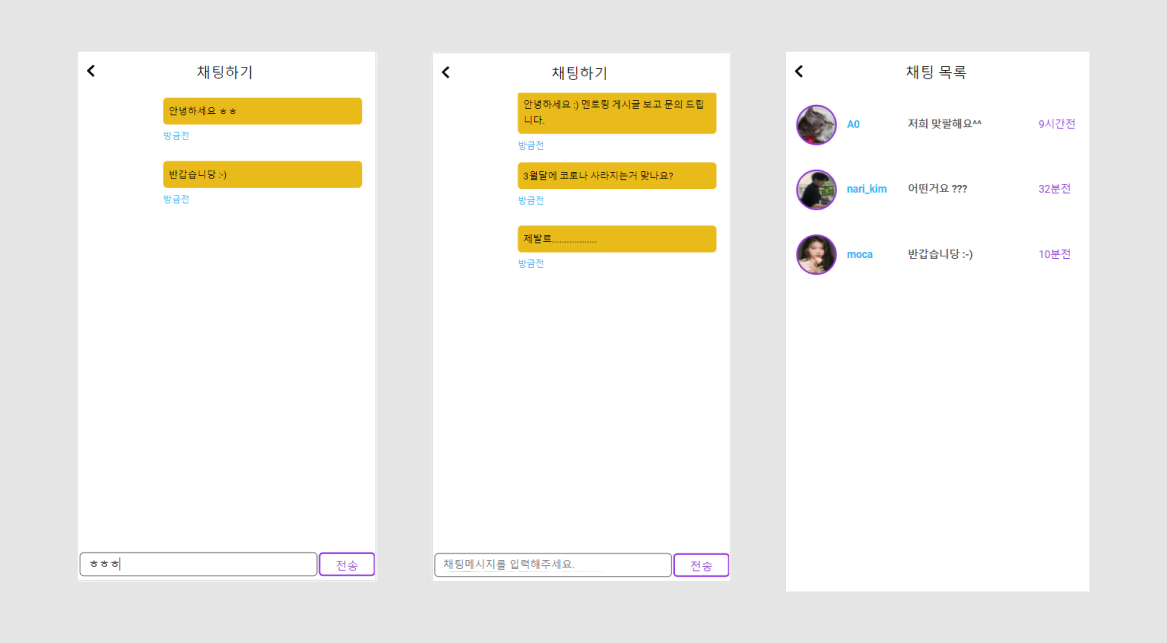 채팅하기
안녕하세요 ㅎㅎ
방금전
반갑습니당 :-)
방금전
ㅎㅎㅎ
전송
채팅하기
안녕하세요 :) 멘토링 게시글 보고 문의 드립
니다.
방금전
3월달에 코로나 사라지는거 맞나요?
방금전
제발료..................
방금전
채팅메시지를 입력해주세요.
전송
채팅 목록
A0 저희 맞팔해요^^ 9시간전
nari_kim 어떤거요 ??? 32분전
moca 반갑습니당 :-) 10분전